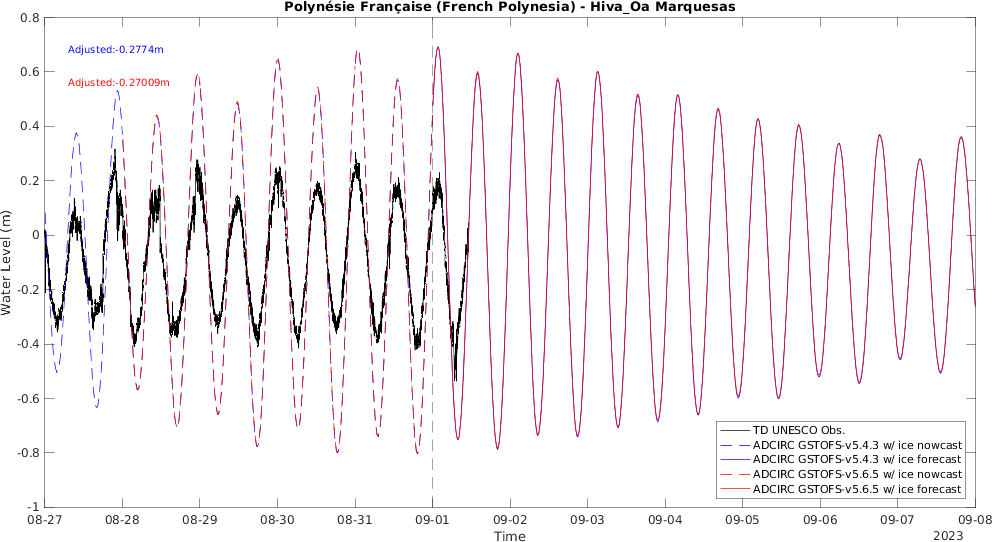 Polynésie Française (French Polynesia) - Hiva_Oa Marquesas
Adjusted:-0.2774m
Adjusted:-0.27009m
0.8
0.6
0.4
0.2
0
-0.2
-0.4
-0.6
-0.8
-1
Water Level (m)
TD UNESCO Obs.
ADCIRC GSTOFS-v5.4.3 w/ ice nowcast
ADCIRC GSTOFS-v5.4.3 w/ ice forecast
ADCIRC GSTOFS-v5.6.5 w/ ice nowcast
ADCIRC GSTOFS-v5.6.5 w/ ice forecast
08-27 08-28 08-29 08-30 08-31 09-01 09-02 09-03 09-04 09-05 09-06 09-07 09-08
Time
2023